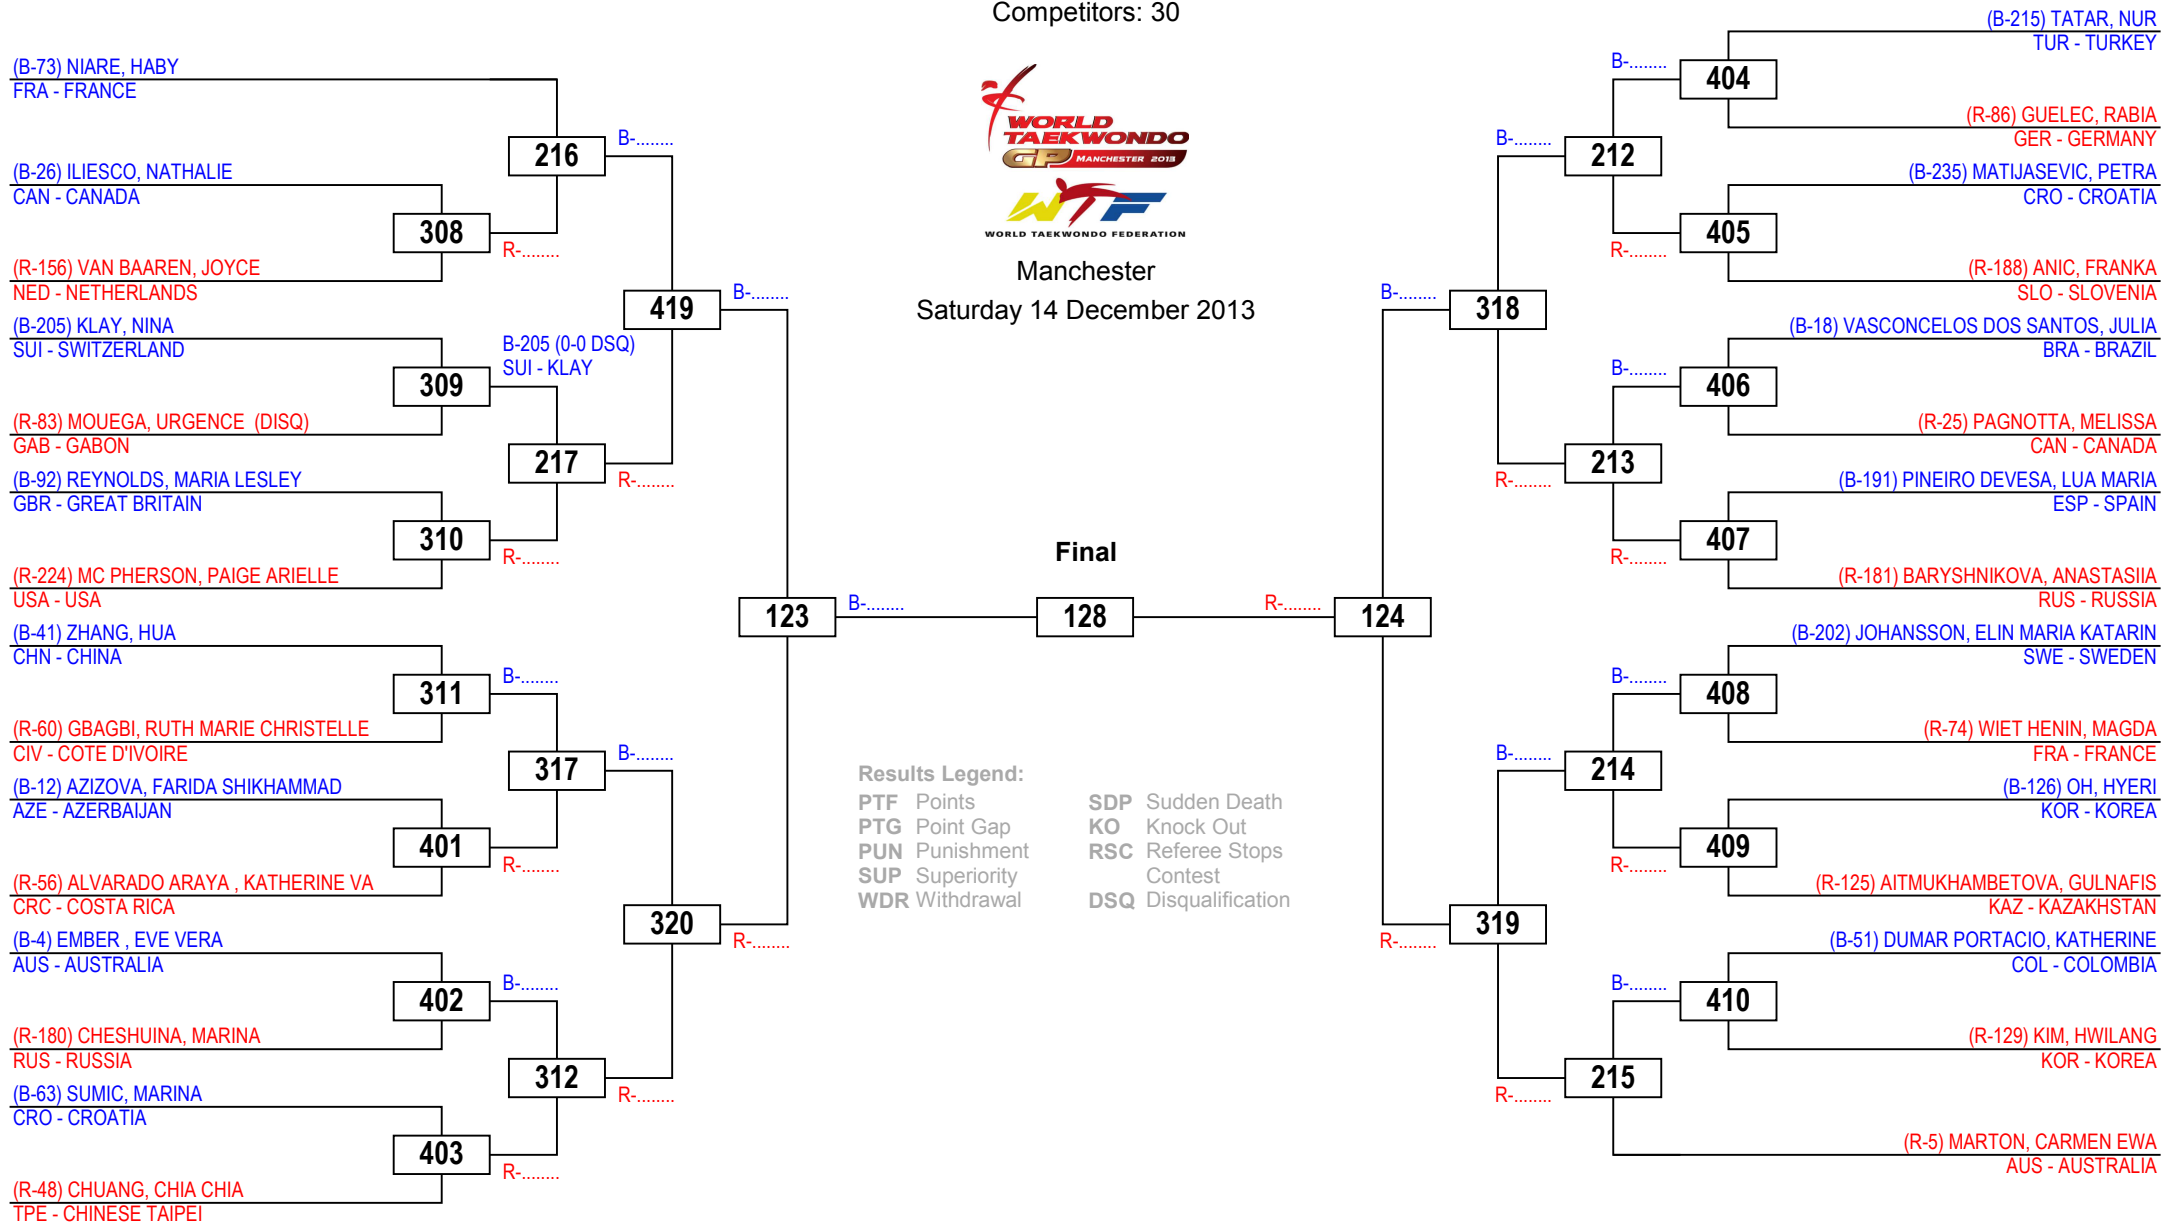 Competitors: 30
WORLD
TAEKWONDO
GP MANCHESTER 2013
WTF
WORLD TAEKWONDO FEDERATION
Manchester
Saturday 14 December 2013
(B-73) NIARE, HABY
FRA - FRANCE
216
B-........
(B-26) ILIESCO, NATHALIE
CAN - CANADA
308
R-........
(R-156) VAN BAAREN, JOYCE
NED - NETHERLANDS
419
B-........
(B-205) KLAY, NINA
SUI - SWITZERLAND
B-205 (0-0 DSQ)
SUI - KLAY
309
(R-83) MOUEGA, URGENCE  (DISQ)
GAB - GABON
217
R-........
(B-92) REYNOLDS, MARIA LESLEY
GBR - GREAT BRITAIN
310
R-........
(R-224) MC PHERSON, PAIGE ARIELLE
USA - USA
123
B-........
(B-41) ZHANG, HUA
CHN - CHINA
311
B-........
(R-60) GBAGBI, RUTH MARIE CHRISTELLE
CIV - COTE D'IVOIRE
317
B-........
(B-12) AZIZOVA, FARIDA SHIKHAMMAD
AZE - AZERBAIJAN
401
R-........
(R-56) ALVARADO ARAYA , KATHERINE VA
CRC - COSTA RICA
320
R-........
(B-4) EMBER , EVE VERA
AUS - AUSTRALIA
402
B-........
(R-180) CHESHUINA, MARINA
RUS - RUSSIA
312
R-........
(B-63) SUMIC, MARINA
CRO - CROATIA
403
R-........
(R-48) CHUANG, CHIA CHIA
TPE - CHINESE TAIPEI
Final
128
Results Legend:
PTF Points
PTG Point Gap
PUN Punishment
SUP Superiority
WDR Withdrawal
SDP Sudden Death
KO Knock Out
RSC Referee Stops
Contest
DSQ Disqualification
(B-215) TATAR, NUR
TUR - TURKEY
B-........
404
(R-86) GUELEC, RABIA
GER - GERMANY
B-........
212
(B-235) MATIJASEVIC, PETRA
CRO - CROATIA
R-........
405
(R-188) ANIC, FRANKA
SLO - SLOVENIA
B-........
318
(B-18) VASCONCELOS DOS SANTOS, JULIA
BRA - BRAZIL
B-........
406
(R-25) PAGNOTTA, MELISSA
CAN - CANADA
R-........
213
(B-191) PINEIRO DEVESA, LUA MARIA
ESP - SPAIN
R-........
407
(R-181) BARYSHNIKOVA, ANASTASIIA
RUS - RUSSIA
R-........
124
(B-202) JOHANSSON, ELIN MARIA KATARIN
SWE - SWEDEN
B-........
408
(R-74) WIET HENIN, MAGDA
FRA - FRANCE
B-........
214
(B-126) OH, HYERI
KOR - KOREA
R-........
409
(R-125) AITMUKHAMBETOVA, GULNAFIS
KAZ - KAZAKHSTAN
R-........
319
(B-51) DUMAR PORTACIO, KATHERINE
COL - COLOMBIA
B-........
410
(R-129) KIM, HWILANG
KOR - KOREA
R-........
215
(R-5) MARTON, CARMEN EWA
AUS - AUSTRALIA